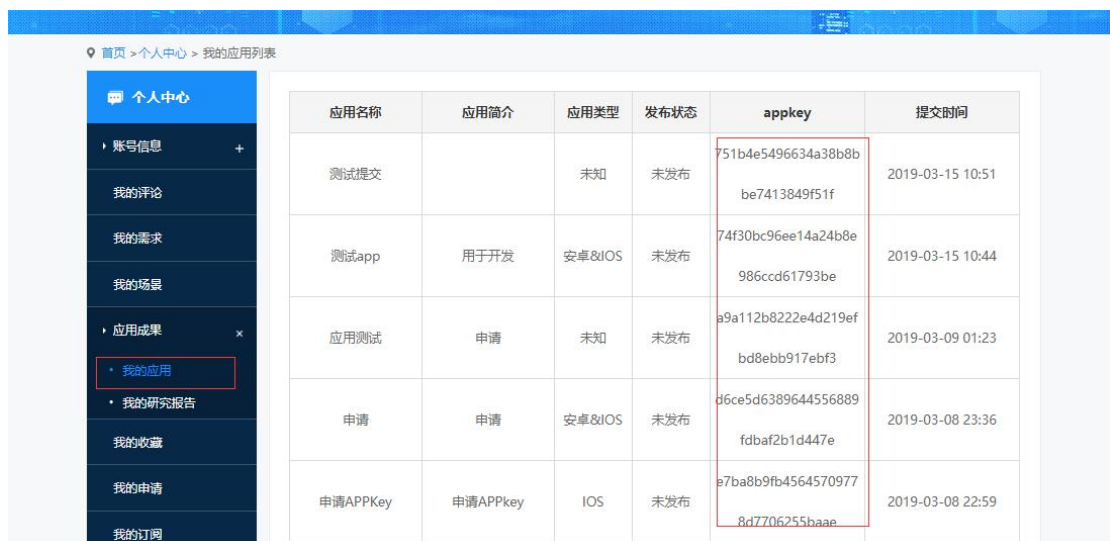 首页 >个人中心 > 我的应用列表
个人中心
账号信息 +
我的评论
我的需求
我的场景
应用成果 ×
我的应用
我的研究报告
我的收藏
我的申请
我的订阅
应用名称 应用简介 应用类型 发布状态 appkey 提交时间
测试提交 未知 未发布 751b4e5496634a38b8b 2019-03-15 10:51
be7413849f51f
测试app 用于开发 安卓&IOS 未发布 74f30bc96ee14a24b8e 2019-03-15 10:44
986ccd61793be
应用测试 申请 未知 未发布 a9a112b8222e4d219ef 2019-03-09 01:23
bd8ebb917ebf3
申请 申请 安卓&IOS 未发布 d6ce5d6389644556889 2019-03-08 23:36
fdbaf2b1d447e
申请APPKey 申请APPkey IOS 未发布 e7ba8b9fb4564570977 2019-03-08 22:59
8d7706255baae